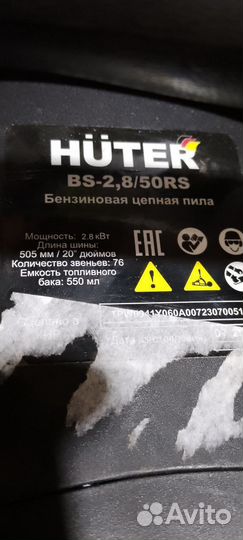 HÜTER
BS-2,8/50RS
Бензиновая цепная пила
Мощность: 2.8 кВт
Длина шины:
505 мм / 20" дюймов
Количество звеньев: 76
Емкость топливного
бака: 550 мл
EAC
Дата
Avito